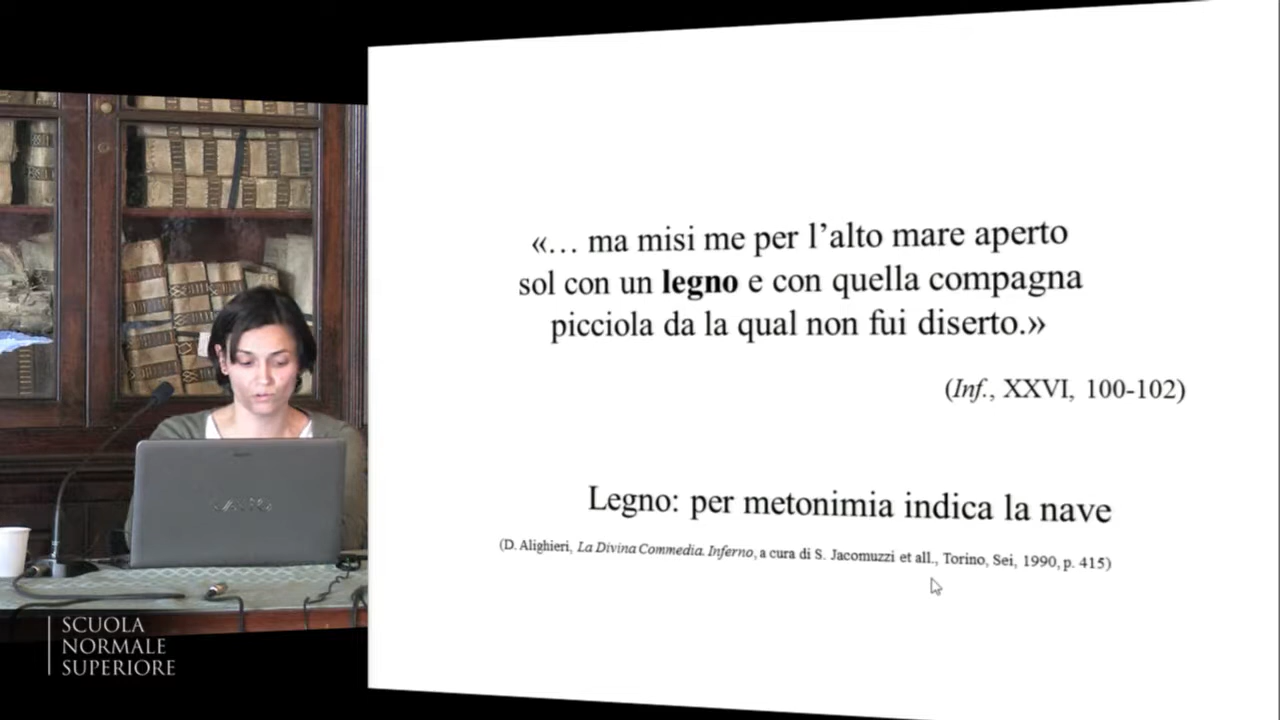 «… ma misi me per l’alto mare aperto
sol con un legno e con quella compagna
picciola da la qual non fui diserto.»
(Inf., XXVI, 100-102)
Legno: per metonimia indica la nave
(D. Alighieri, La Divina Commedia. Inferno, a cura di S. Jacomuzzi et all., Torino, Sei, 1990, p. 415)
VAIO
SCUOLA
NORMALE
SUPERIORE